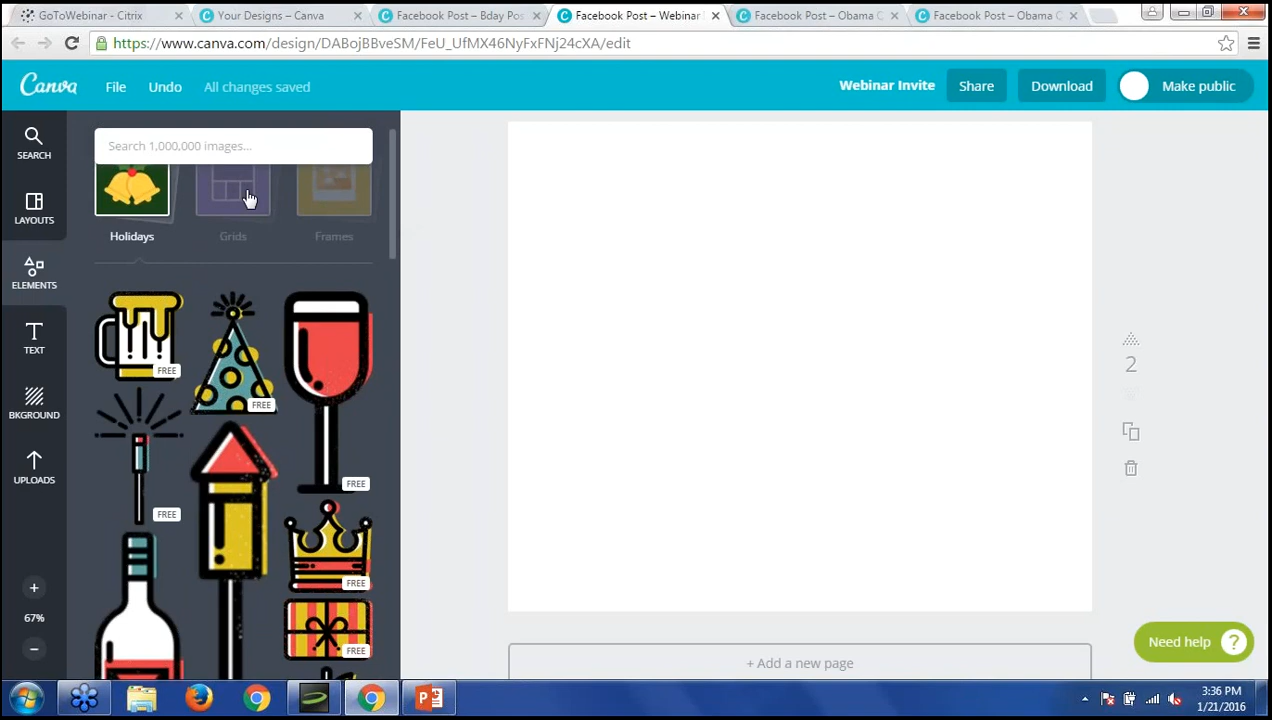 GoToWebinar - Citrix
Your Designs – Canva
Facebook Post – Bday Pos
Facebook Post – Webinar
Facebook Post – Obama C
Facebook Post – Obama C
https://www.canva.com/design/DABojBBveSM/FeU_UfMX46NyFxFNj24cXA/edit
Canva
File
Undo
All changes saved
Webinar Invite
Share
Download
Make public
SEARCH
LAYOUTS
ELEMENTS
TEXT
BKGROUND
UPLOADS
67%
Search 1,000,000 images...
Holidays
Grids
Frames
FREE
FREE
FREE
FREE
FREE
FREE
2
+ Add a new page
Need help ?
3:36 PM
1/21/2016